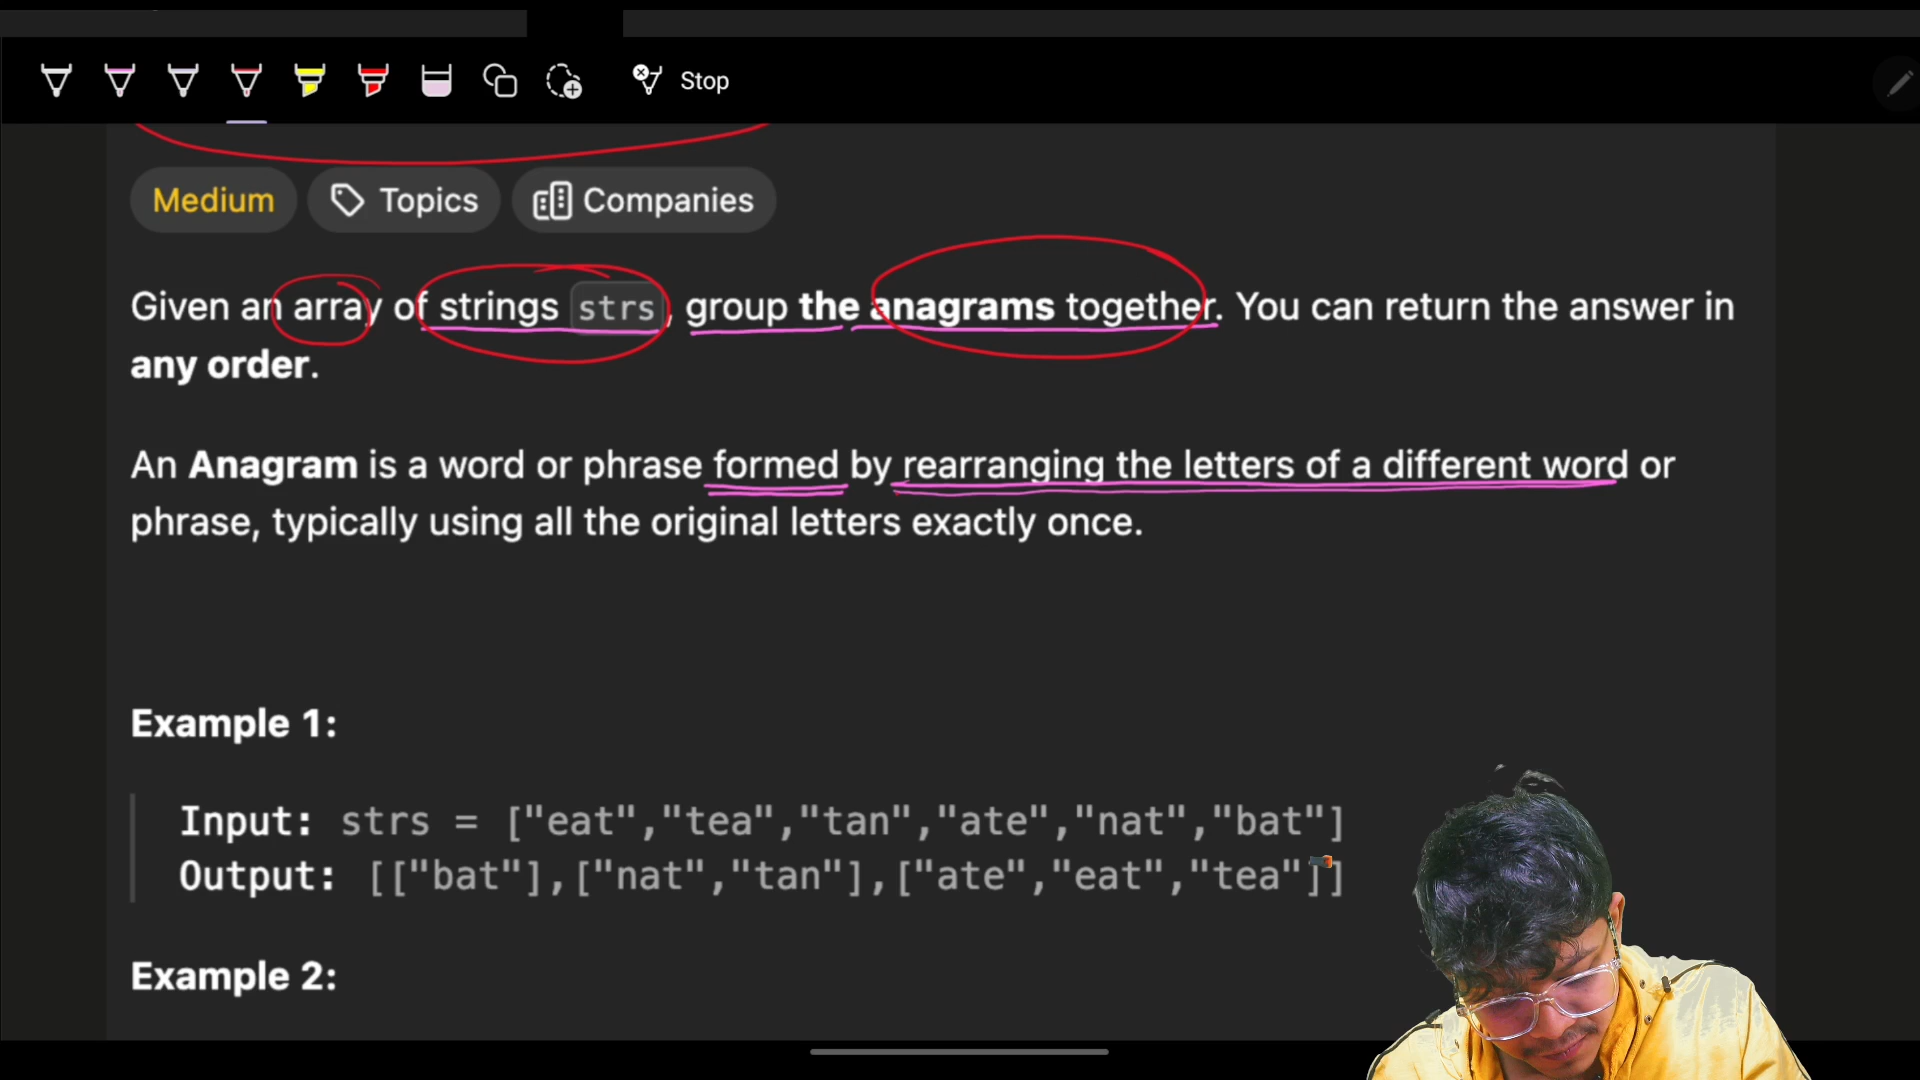 Stop
Medium Topics Companies
Given an array of strings strs, group the anagrams together. You can return the answer in
any order.
An Anagram is a word or phrase formed by rearranging the letters of a different word or
phrase, typically using all the original letters exactly once.
Example 1:
Input: strs = ["eat","tea","tan","ate","nat","bat"]
Output: [["bat"],["nat","tan"],["ate","eat","tea"]]
Example 2: